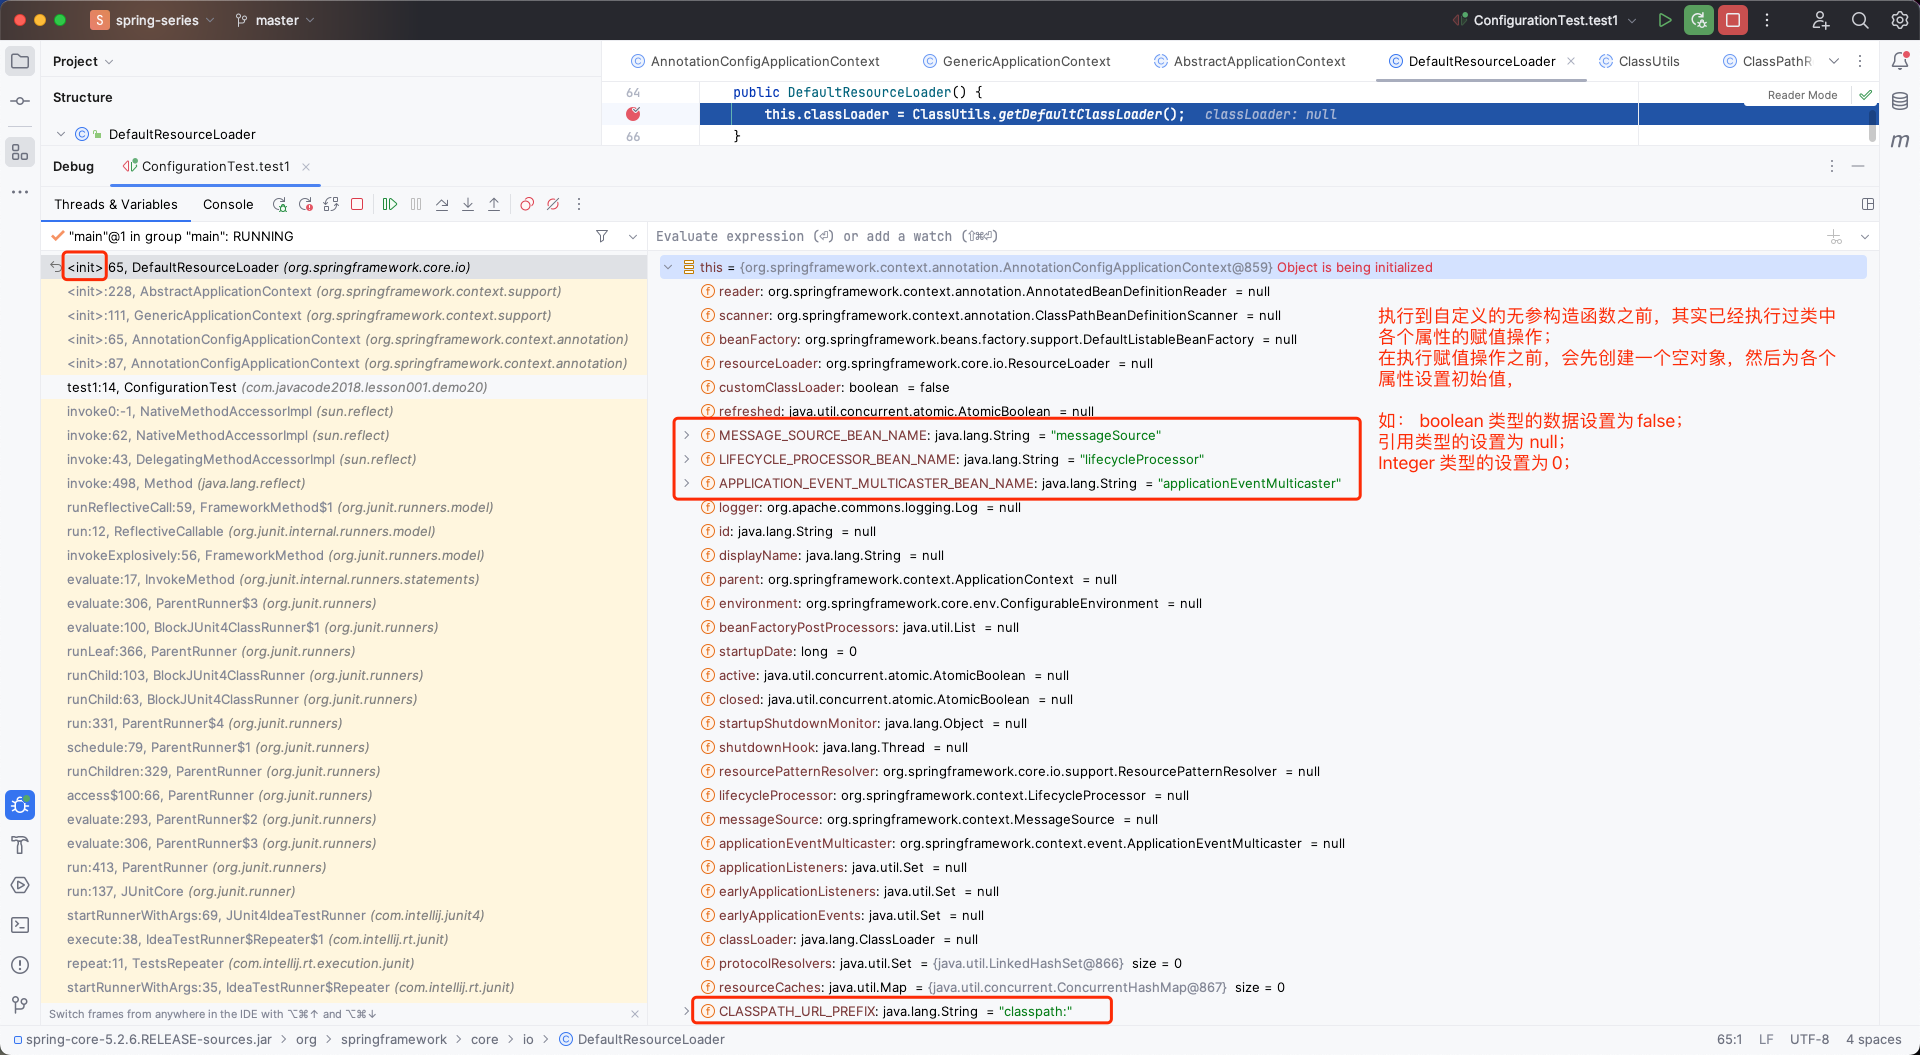 S spring-series master ConfigurationTest.test1
Project
AnnotationConfigApplicationContext GenericApplicationContext AbstractApplicationContext DefaultResourceLoader ClassUtils ClassPathR
Structure
DefaultResourceLoader
64 public DefaultResourceLoader() {
this.classLoader = ClassUtils.getDefaultClassLoader(); classLoader: null
66 }
Reader Mode
Debug ConfigurationTest.test1
Threads & Variables Console
"main"@1 in group "main": RUNNING
<init>:65, DefaultResourceLoader (org.springframework.core.io)
<init>:228, AbstractApplicationContext (org.springframework.context.support)
<init>:111, GenericApplicationContext (org.springframework.context.support)
<init>:65, AnnotationConfigApplicationContext (org.springframework.context.annotation)
<init>:87, AnnotationConfigApplicationContext (org.springframework.context.annotation)
test1:14, ConfigurationTest (com.javacode2018.lesson001.demo20)
invoke0:-1, NativeMethodAccessorImpl (sun.reflect)
invoke:62, NativeMethodAccessorImpl (sun.reflect)
invoke:43, DelegatingMethodAccessorImpl (sun.reflect)
invoke:498, Method (java.lang.reflect)
runReflectiveCall:59, FrameworkMethod$1 (org.junit.runners.model)
run:12, ReflectiveCallable (org.junit.internal.runners.model)
invokeExplosively:56, FrameworkMethod (org.junit.runners.model)
evaluate:17, InvokeMethod (org.junit.internal.runners.statements)
evaluate:306, ParentRunner$3 (org.junit.runners)
evaluate:100, BlockJUnit4ClassRunner$1 (org.junit.runners)
runLeaf:366, ParentRunner (org.junit.runners)
runChild:103, BlockJUnit4ClassRunner (org.junit.runners)
runChild:63, BlockJUnit4ClassRunner (org.junit.runners)
run:331, ParentRunner$4 (org.junit.runners)
schedule:79, ParentRunner$1 (org.junit.runners)
runChildren:329, ParentRunner (org.junit.runners)
access$100:66, ParentRunner (org.junit.runners)
evaluate:293, ParentRunner$2 (org.junit.runners)
evaluate:306, ParentRunner$3 (org.junit.runners)
run:413, ParentRunner (org.junit.runners)
run:137, JUnitCore (org.junit.runner)
startRunnerWithArgs:69, JUnit4IdeaTestRunner (com.intellij.junit4)
execute:38, IdeaTestRunner$Repeater$1 (com.intellij.rt.junit)
repeat:11, TestsRepeater (com.intellij.rt.execution.junit)
startRunnerWithArgs:35, IdeaTestRunner$Repeater (com.intellij.rt.junit)
Switch frames from anywhere in the IDE with ⌥⌘↑ and ⌥⌘↓
Evaluate expression (⏎) or add a watch (⇧⌘⏎)
this = {org.springframework.context.annotation.AnnotationConfigApplicationContext@859} Object is being initialized
reader: org.springframework.context.annotation.AnnotatedBeanDefinitionReader = null
scanner: org.springframework.context.annotation.ClassPathBeanDefinitionScanner = null
beanFactory: org.springframework.beans.factory.support.DefaultListableBeanFactory = null
resourceLoader: org.springframework.core.io.ResourceLoader = null
customClassLoader: boolean = false
refreshed: java.util.concurrent.atomic.AtomicBoolean = null
MESSAGE_SOURCE_BEAN_NAME: java.lang.String = "messageSource"
LIFECYCLE_PROCESSOR_BEAN_NAME: java.lang.String = "lifecycleProcessor"
APPLICATION_EVENT_MULTICASTER_BEAN_NAME: java.lang.String = "applicationEventMulticaster"
logger: org.apache.commons.logging.Log = null
id: java.lang.String = null
displayName: java.lang.String = null
parent: org.springframework.context.ApplicationContext = null
environment: org.springframework.core.env.ConfigurableEnvironment = null
beanFactoryPostProcessors: java.util.List = null
startupDate: long = 0
active: java.util.concurrent.atomic.AtomicBoolean = null
closed: java.util.concurrent.atomic.AtomicBoolean = null
startupShutdownMonitor: java.lang.Object = null
shutdownHook: java.lang.Thread = null
resourcePatternResolver: org.springframework.core.io.support.ResourcePatternResolver = null
lifecycleProcessor: org.springframework.context.LifecycleProcessor = null
messageSource: org.springframework.context.MessageSource = null
applicationEventMulticaster: org.springframework.context.event.ApplicationEventMulticaster = null
applicationListeners: java.util.Set = null
earlyApplicationListeners: java.util.Set = null
earlyApplicationEvents: java.util.Set = null
classLoader: java.lang.ClassLoader = null
protocolResolvers: java.util.Set = {java.util.LinkedHashSet@866} size = 0
resourceCaches: java.util.Map = {java.util.concurrent.ConcurrentHashMap@867} size = 0
CLASSPATH_URL_PREFIX: java.lang.String = "classpath:"
执行到自定义的无参构造函数之前，其实已经执行过类中
各个属性的赋值操作；
在执行赋值操作之前，会先创建一个空对象，然后为各个
属性设置初始值，
如： boolean 类型的数据设置为 false；
引用类型的设置为 null；
Integer 类型的设置为 0；
m
spring-core-5.2.6.RELEASE-sources.jar > org > springframework > core > io > DefaultResourceLoader
65:1 LF UTF-8 4 spaces